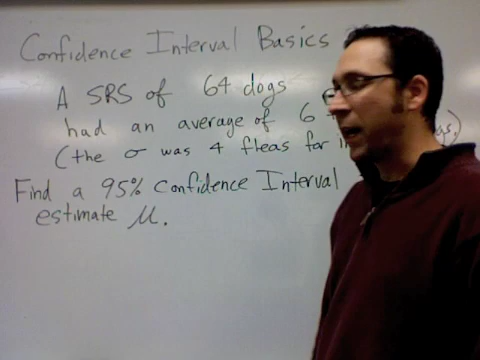 Confidence Interval Basics
A SRS of 64 dogs
had an average of 6
(the σ was 4 fleas for
Find a 95% Confidence Interval
estimate μ.